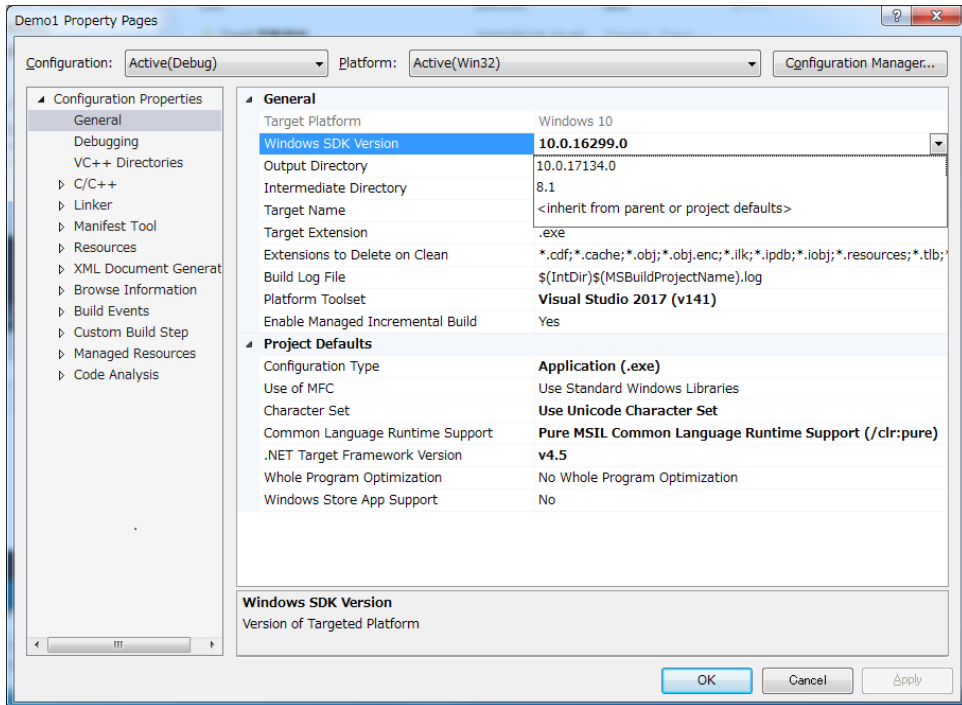 Demo1 Property Pages
Configuration: Active(Debug) Platform: Active(Win32) Configuration Manager...
Configuration Properties
General
Debugging
VC++ Directories
C/C++
Linker
Manifest Tool
Resources
XML Document Generat
Browse Information
Build Events
Custom Build Step
Managed Resources
Code Analysis
General
Target Platform Windows 10
Windows SDK Version 10.0.16299.0
Output Directory 10.0.17134.0
Intermediate Directory 8.1
Target Name <inherit from parent or project defaults>
Target Extension .exe
Extensions to Delete on Clean *.cdf;*.cache;*.obj;*.obj.enc;*.ilk;*.ipdb;*.iobj;*.resources;*.tlb;*
Build Log File $(IntDir)$(MSBuildProjectName).log
Platform Toolset Visual Studio 2017 (v141)
Enable Managed Incremental Build Yes
Project Defaults
Configuration Type Application (.exe)
Use of MFC Use Standard Windows Libraries
Character Set Use Unicode Character Set
Common Language Runtime Support Pure MSIL Common Language Runtime Support (/clr:pure)
.NET Target Framework Version v4.5
Whole Program Optimization No Whole Program Optimization
Windows Store App Support No
Windows SDK Version
Version of Targeted Platform
OK Cancel Apply